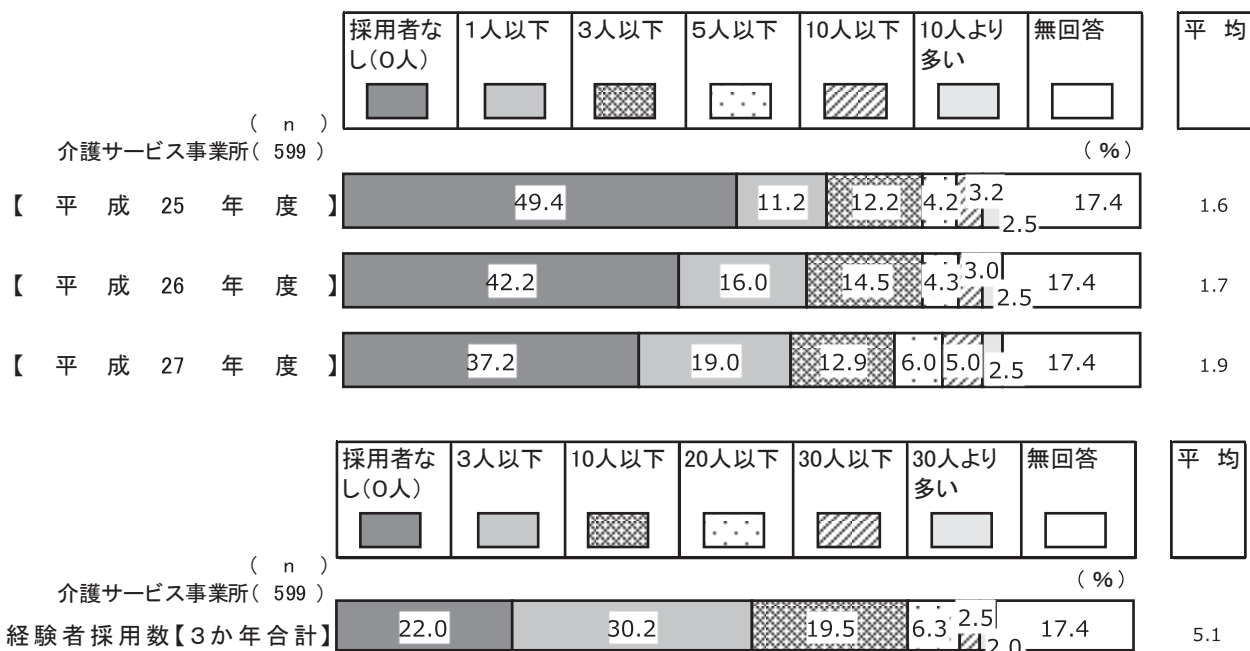 採用者なし(0人) 1人以下 3人以下 5人以下 10人以下 10人より多い 無回答 平 均
( n )
介護サービス事業所( 599 ) ( % )
【 平 成 25 年 度 】 49.4 11.2 12.2 4.2 3.2 2.5 17.4 1.6
【 平 成 26 年 度 】 42.2 16.0 14.5 4.3 3.0 2.5 17.4 1.7
【 平 成 27 年 度 】 37.2 19.0 12.9 6.0 5.0 2.5 17.4 1.9
採用者なし(0人) 3人以下 10人以下 20人以下 30人以下 30人より多い 無回答 平 均
( n )
介護サービス事業所( 599 ) ( % )
経験者採用数【3か年合計】 22.0 30.2 19.5 6.3 2.5 2.0 17.4 5.1